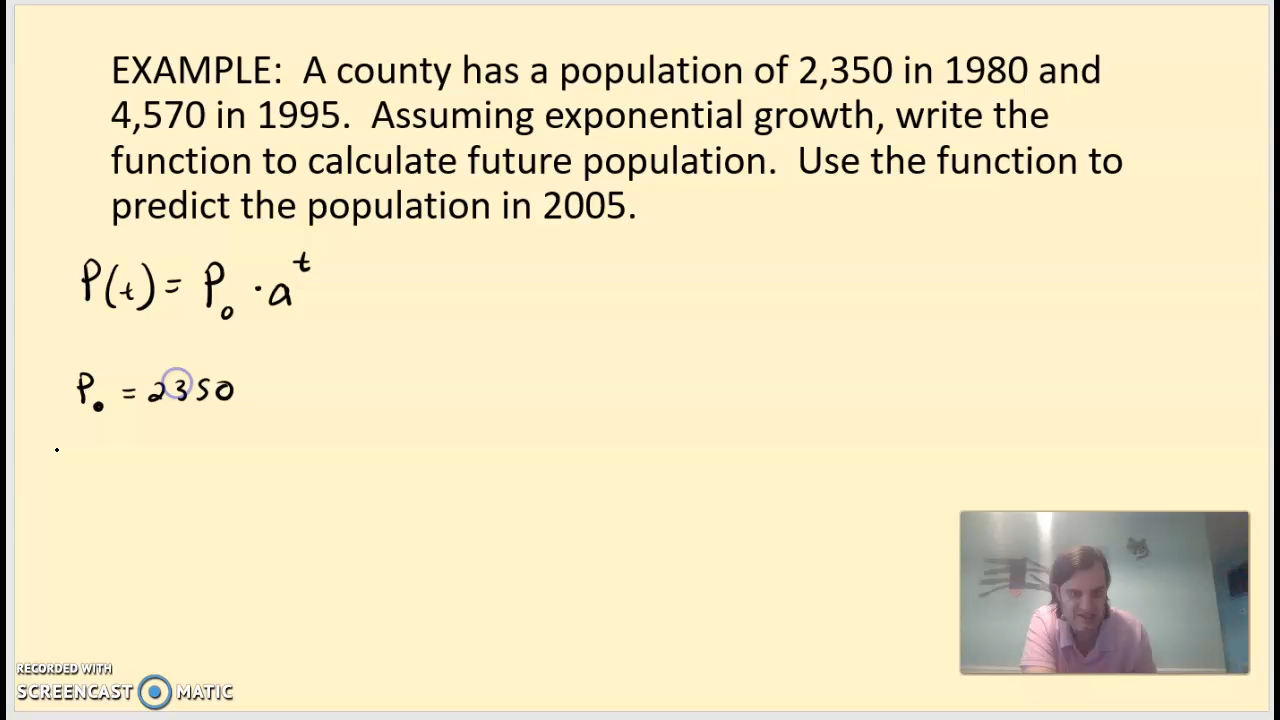 EXAMPLE: A county has a population of 2,350 in 1980 and
4,570 in 1995. Assuming exponential growth, write the
function to calculate future population. Use the function to
predict the population in 2005.
P(t) = P₀ · a^t
P₀ = 2350
RECORDED WITH
SCREENCAST MATIC